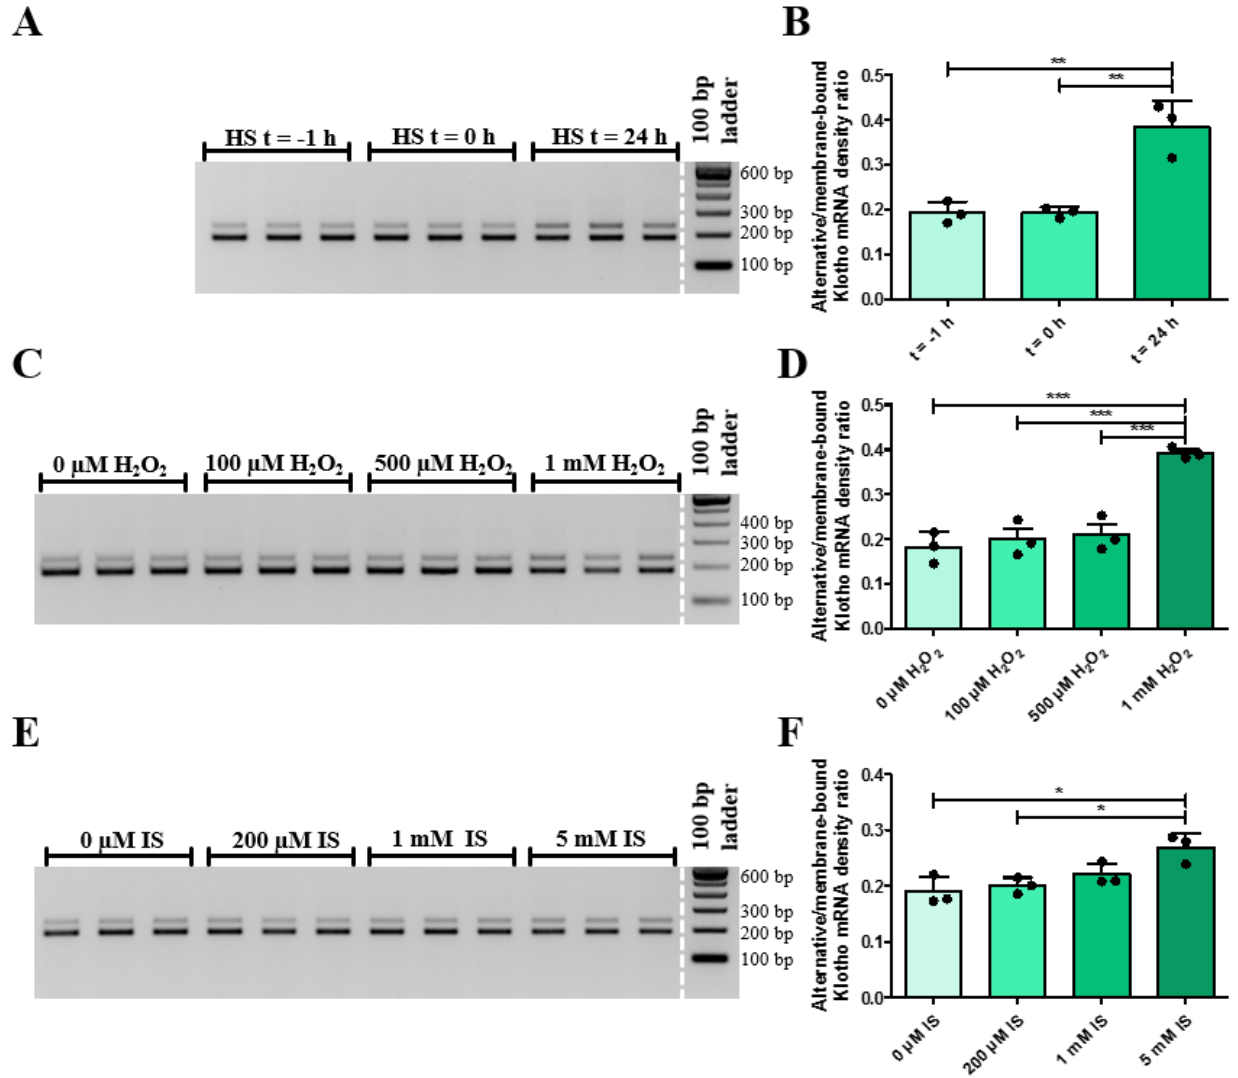 A
HS t = -1 h
HS t = 0 h
HS t = 24 h
100 bp
ladder
600 bp
300 bp
200 bp
100 bp
B
Alternative/membrane-bound
Klotho mRNA density ratio
0.5
0.4
0.3
0.2
0.1
0.0
**
**
t = -1 h
t = 0 h
t = 24 h
C
0 µM H₂O₂
100 µM H₂O₂
500 µM H₂O₂
1 mM H₂O₂
100 bp
ladder
400 bp
300 bp
200 bp
100 bp
D
Alternative/membrane-bound
Klotho mRNA density ratio
0.5
0.4
0.3
0.2
0.1
0.0
***
***
***
0 µM H₂O₂
100 µM H₂O₂
500 µM H₂O₂
1 mM H₂O₂
E
0 µM IS
200 µM IS
1 mM IS
5 mM IS
100 bp
ladder
600 bp
300 bp
200 bp
100 bp
F
Alternative/membrane-bound
Klotho mRNA density ratio
0.4
0.3
0.2
0.1
0.0
*
*
0 µM IS
200 µM IS
1 mM IS
5 mM IS